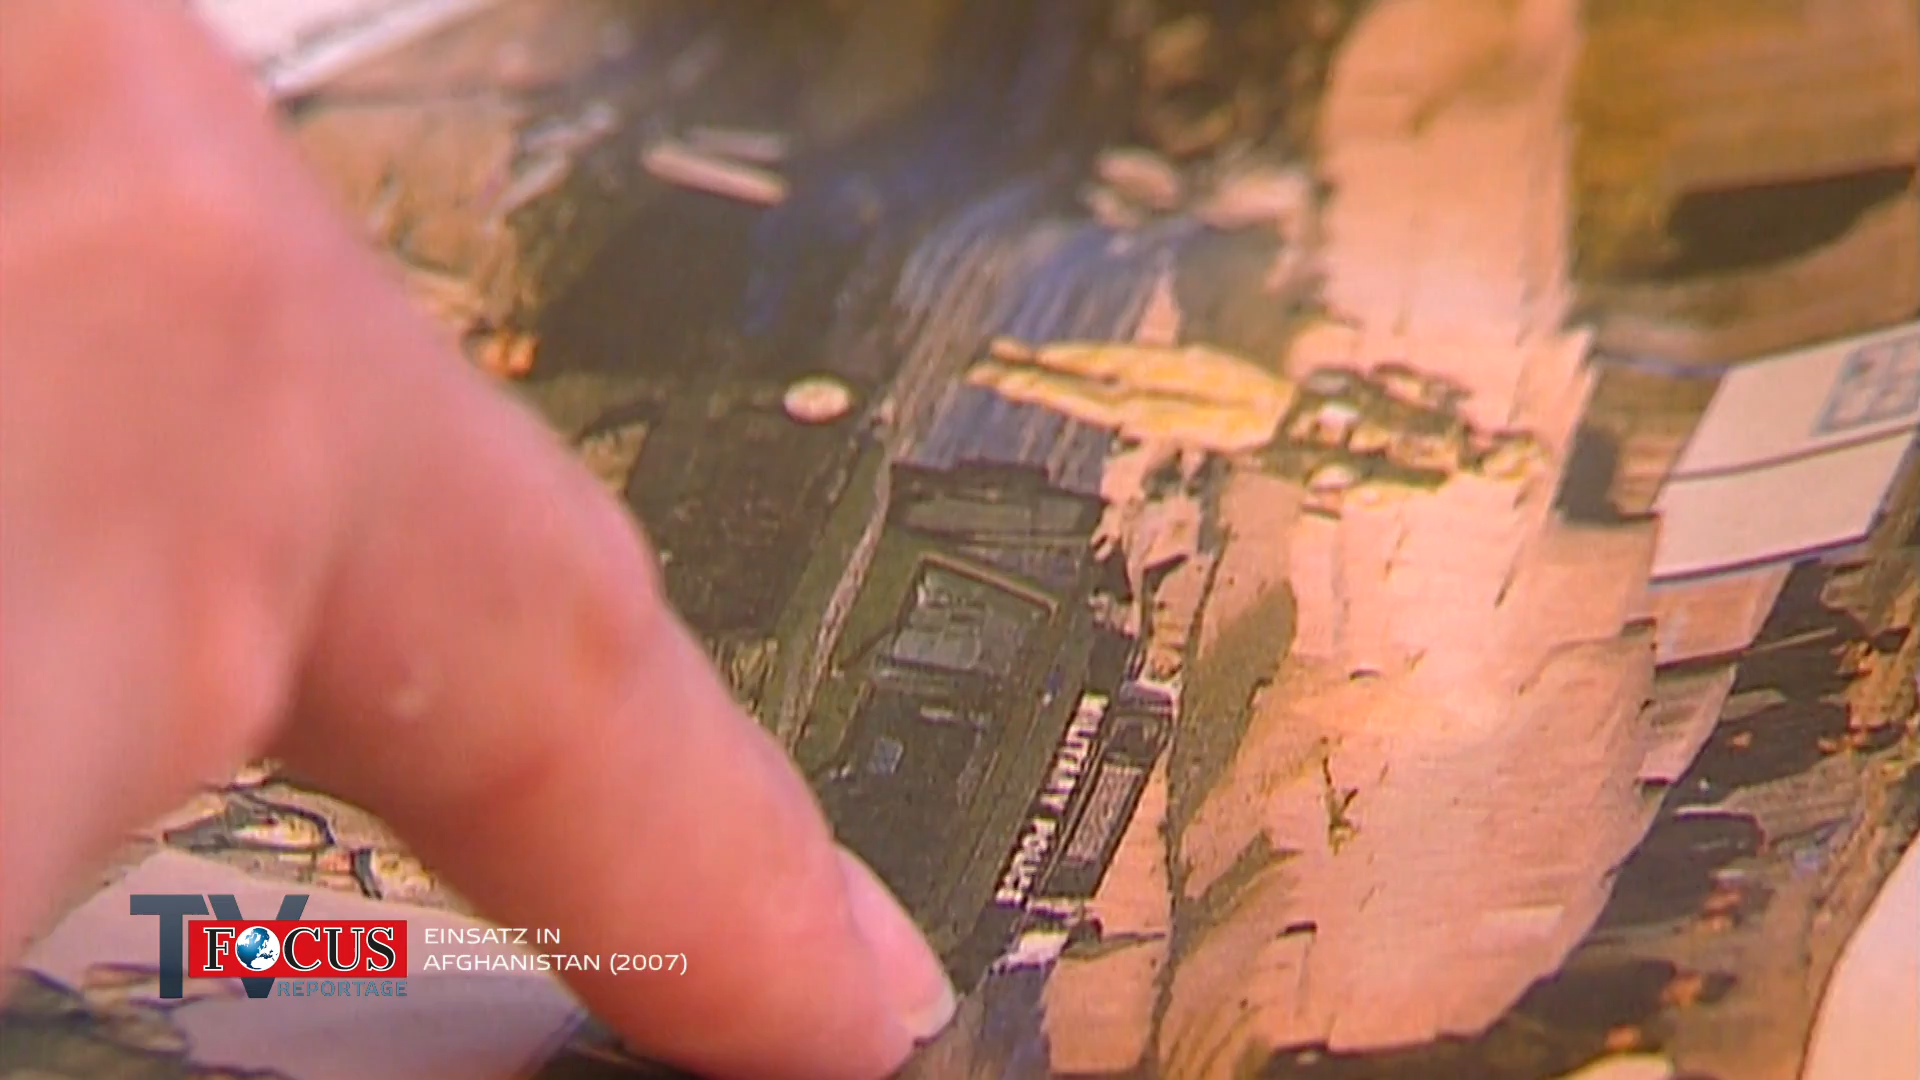 MILITARY POLICE
TV
FOCUS
REPORTAGE
EINSATZ IN
AFGHANISTAN (2007)